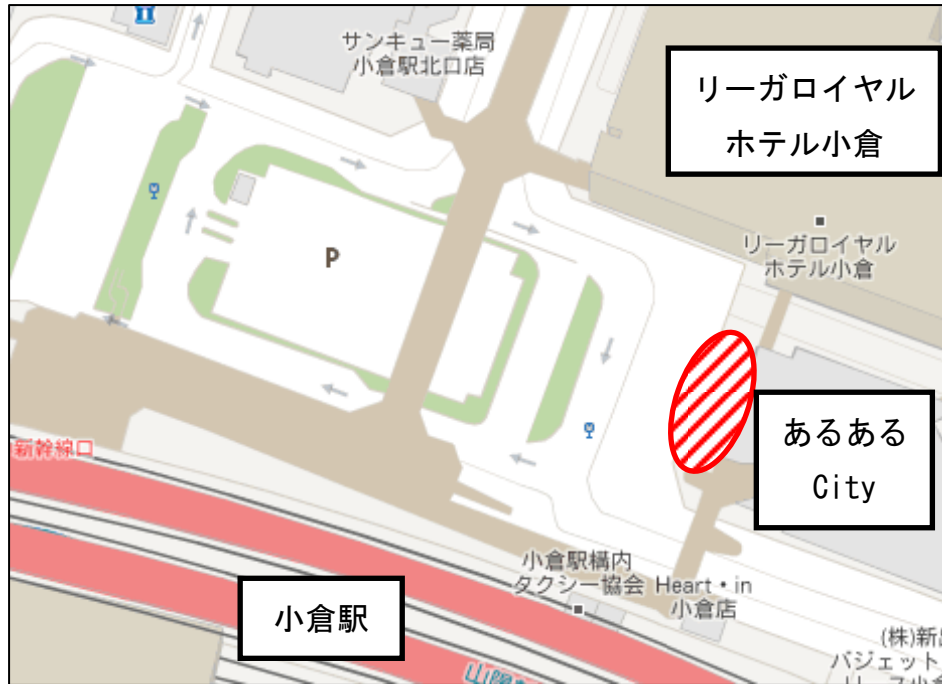 サンキュー薬局
小倉駅北口店
リーガロイヤル
ホテル小倉
P
リーガロイヤル
ホテル小倉
あるある
City
新幹線口
小倉駅構内
タクシー協会
Heart・in
小倉店
小倉駅
(株)新出
バジェット
山陽